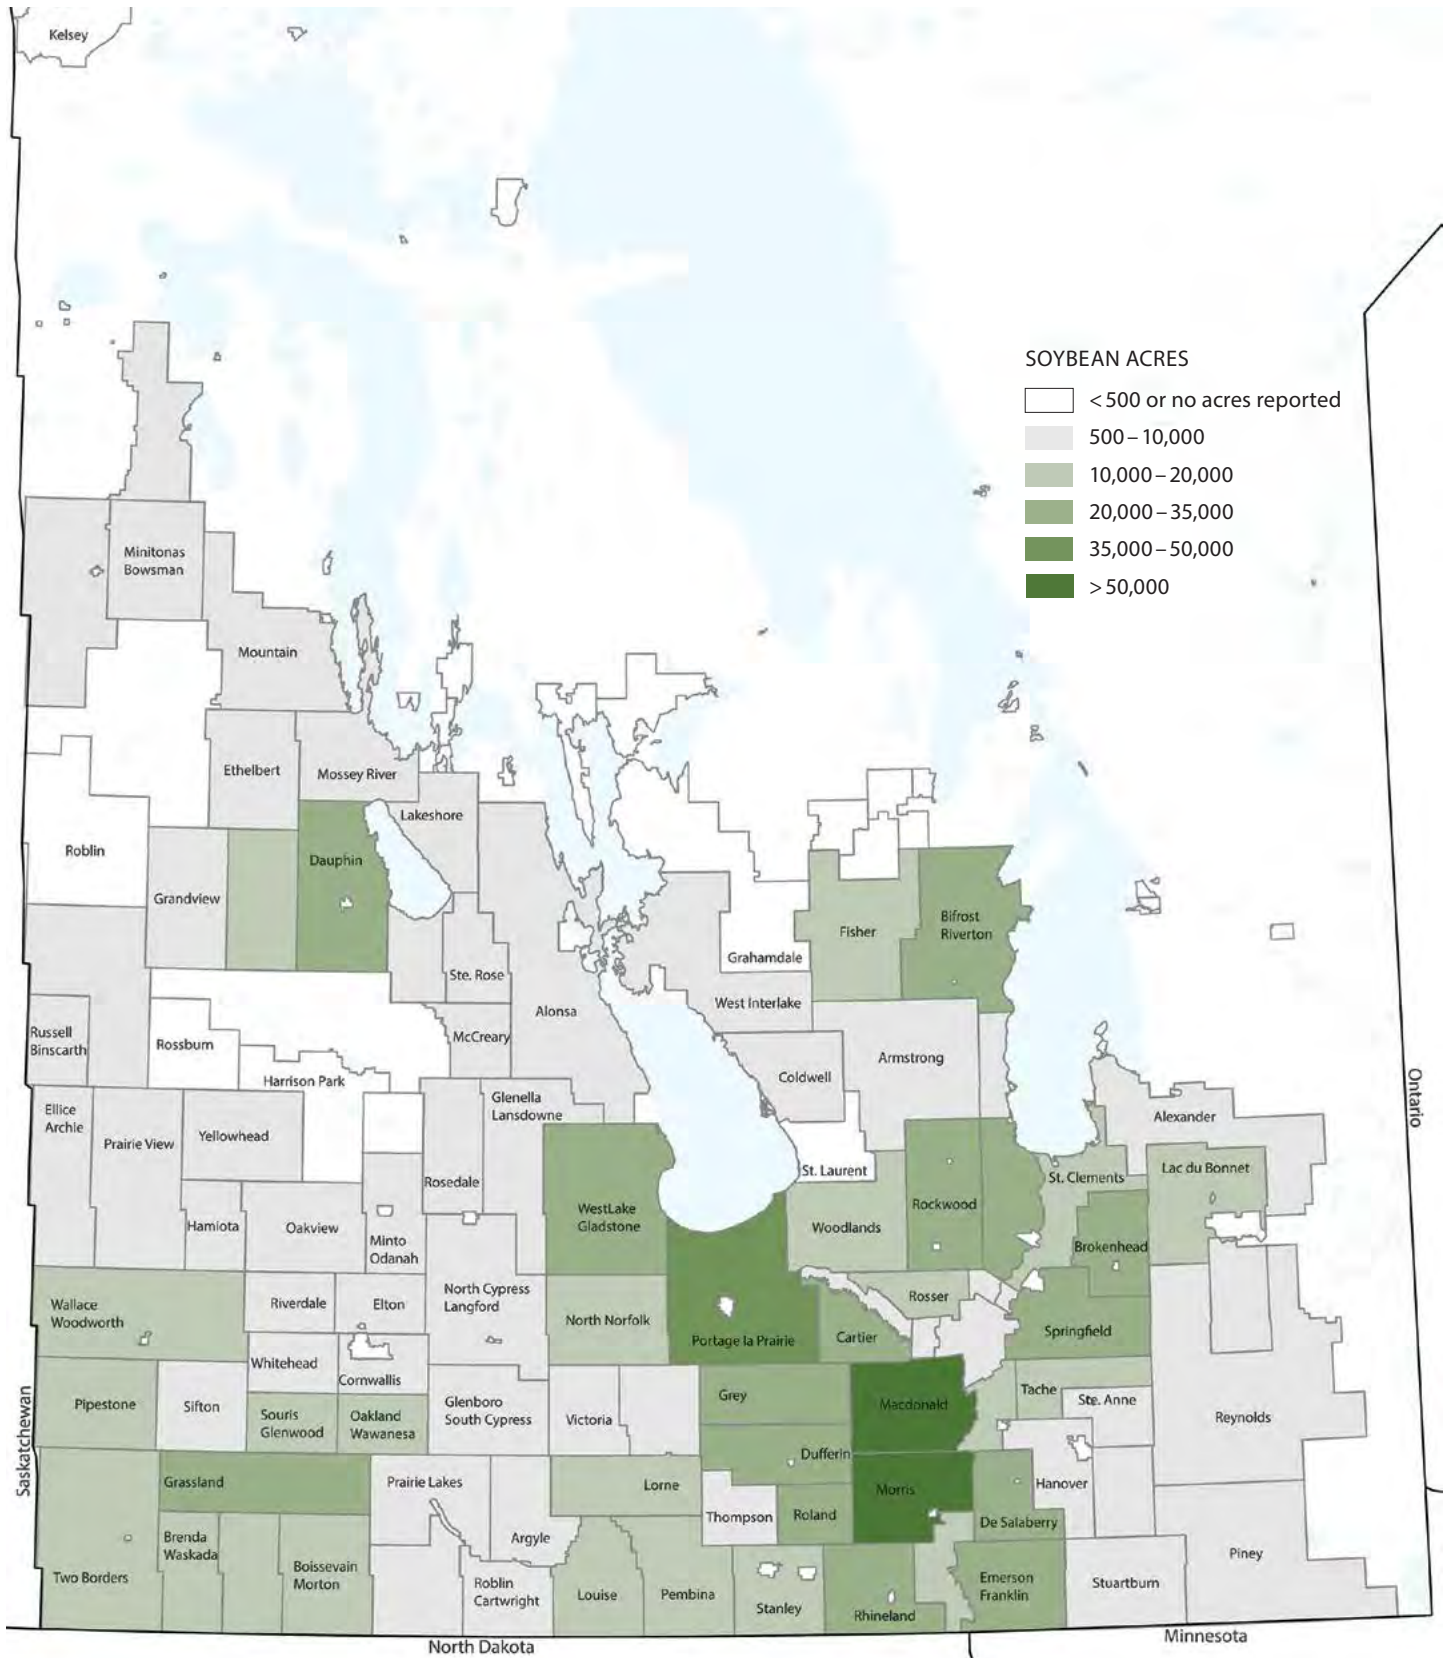 Kelsey
SOYBEAN ACRES
< 500 or no acres reported
500 – 10,000
10,000 – 20,000
20,000 – 35,000
35,000 – 50,000
> 50,000
Minitonas
Bowsman
Mountain
Ethelbert
Mossey River
Lakeshore
Roblin
Dauphin
Grandview
Fisher
Bifrost
Riverton
Grahamdale
Ste. Rose
West Interlake
Alonsa
Russell
Binscarth
Rossburn
McCreary
Armstrong
Coldwell
Harrison Park
Ontario
Ellice
Archie
Glenella
Lansdowne
Alexander
Prairie View
Yellowhead
St. Laurent
Lac du Bonnet
St. Clements
Rosedale
WestLake
Gladstone
Rockwood
Hamiota
Oakview
Woodlands
Minto
Odanah
Brokenhead
North Cypress
Langford
Wallace
Woodworth
Riverdale
Elton
Rosser
North Norfolk
Portage la Prairie
Cartier
Springfield
Whitehead
Cornwallis
Saskatchewan
Pipestone
Sifton
Souris
Glenwood
Oakland
Wawanesa
Glenboro
South Cypress
Victoria
Grey
Macdonald
Tache
Ste. Anne
Reynolds
Dufferin
Grassland
Prairie Lakes
Lorne
Morris
Hanover
Thompson
Roland
De Salaberry
Argyle
Brenda
Waskada
Two Borders
Boissevain
Morton
Roblin
Cartwright
Louise
Pembina
Stanley
Rhineland
Emerson
Franklin
Stuartburn
Piney
North Dakota
Minnesota